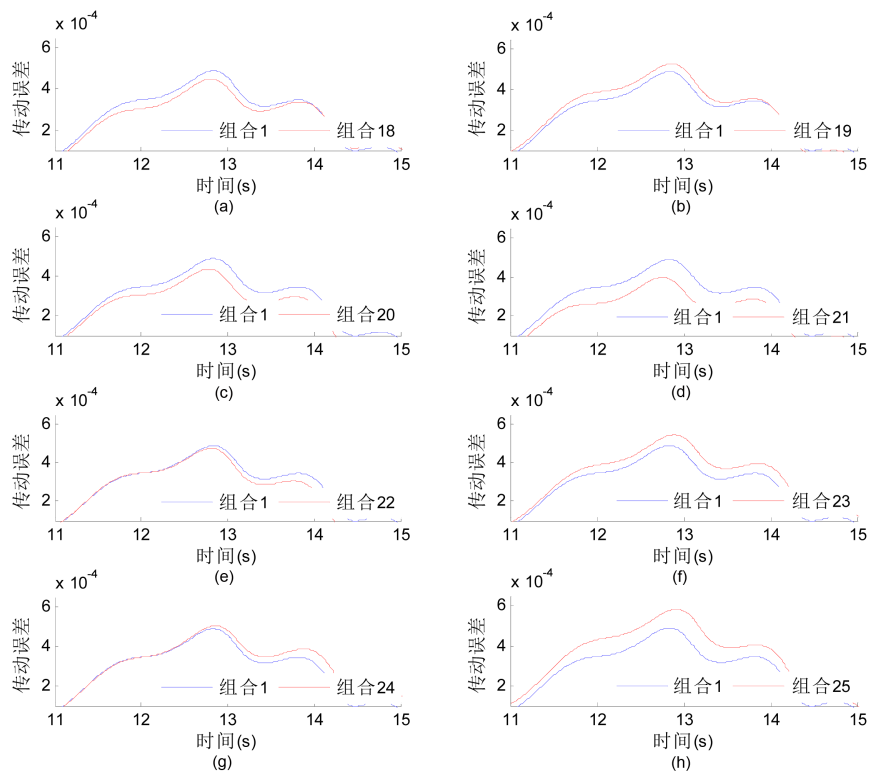 x 10-4
6
4
2
传动误差
组合1
组合18
11
12
13
14
15
时间(s)
(a)
x 10-4
6
4
2
传动误差
组合1
组合19
11
12
13
14
15
时间(s)
(b)
x 10-4
6
4
2
传动误差
组合1
组合20
11
12
13
14
15
时间(s)
(c)
x 10-4
6
4
2
传动误差
组合1
组合21
11
12
13
14
15
时间(s)
(d)
x 10-4
6
4
2
传动误差
组合1
组合22
11
12
13
14
15
时间(s)
(e)
x 10-4
6
4
2
传动误差
组合1
组合23
11
12
13
14
15
时间(s)
(f)
x 10-4
6
4
2
传动误差
组合1
组合24
11
12
13
14
15
时间(s)
(g)
x 10-4
6
4
2
传动误差
组合1
组合25
11
12
13
14
15
时间(s)
(h)